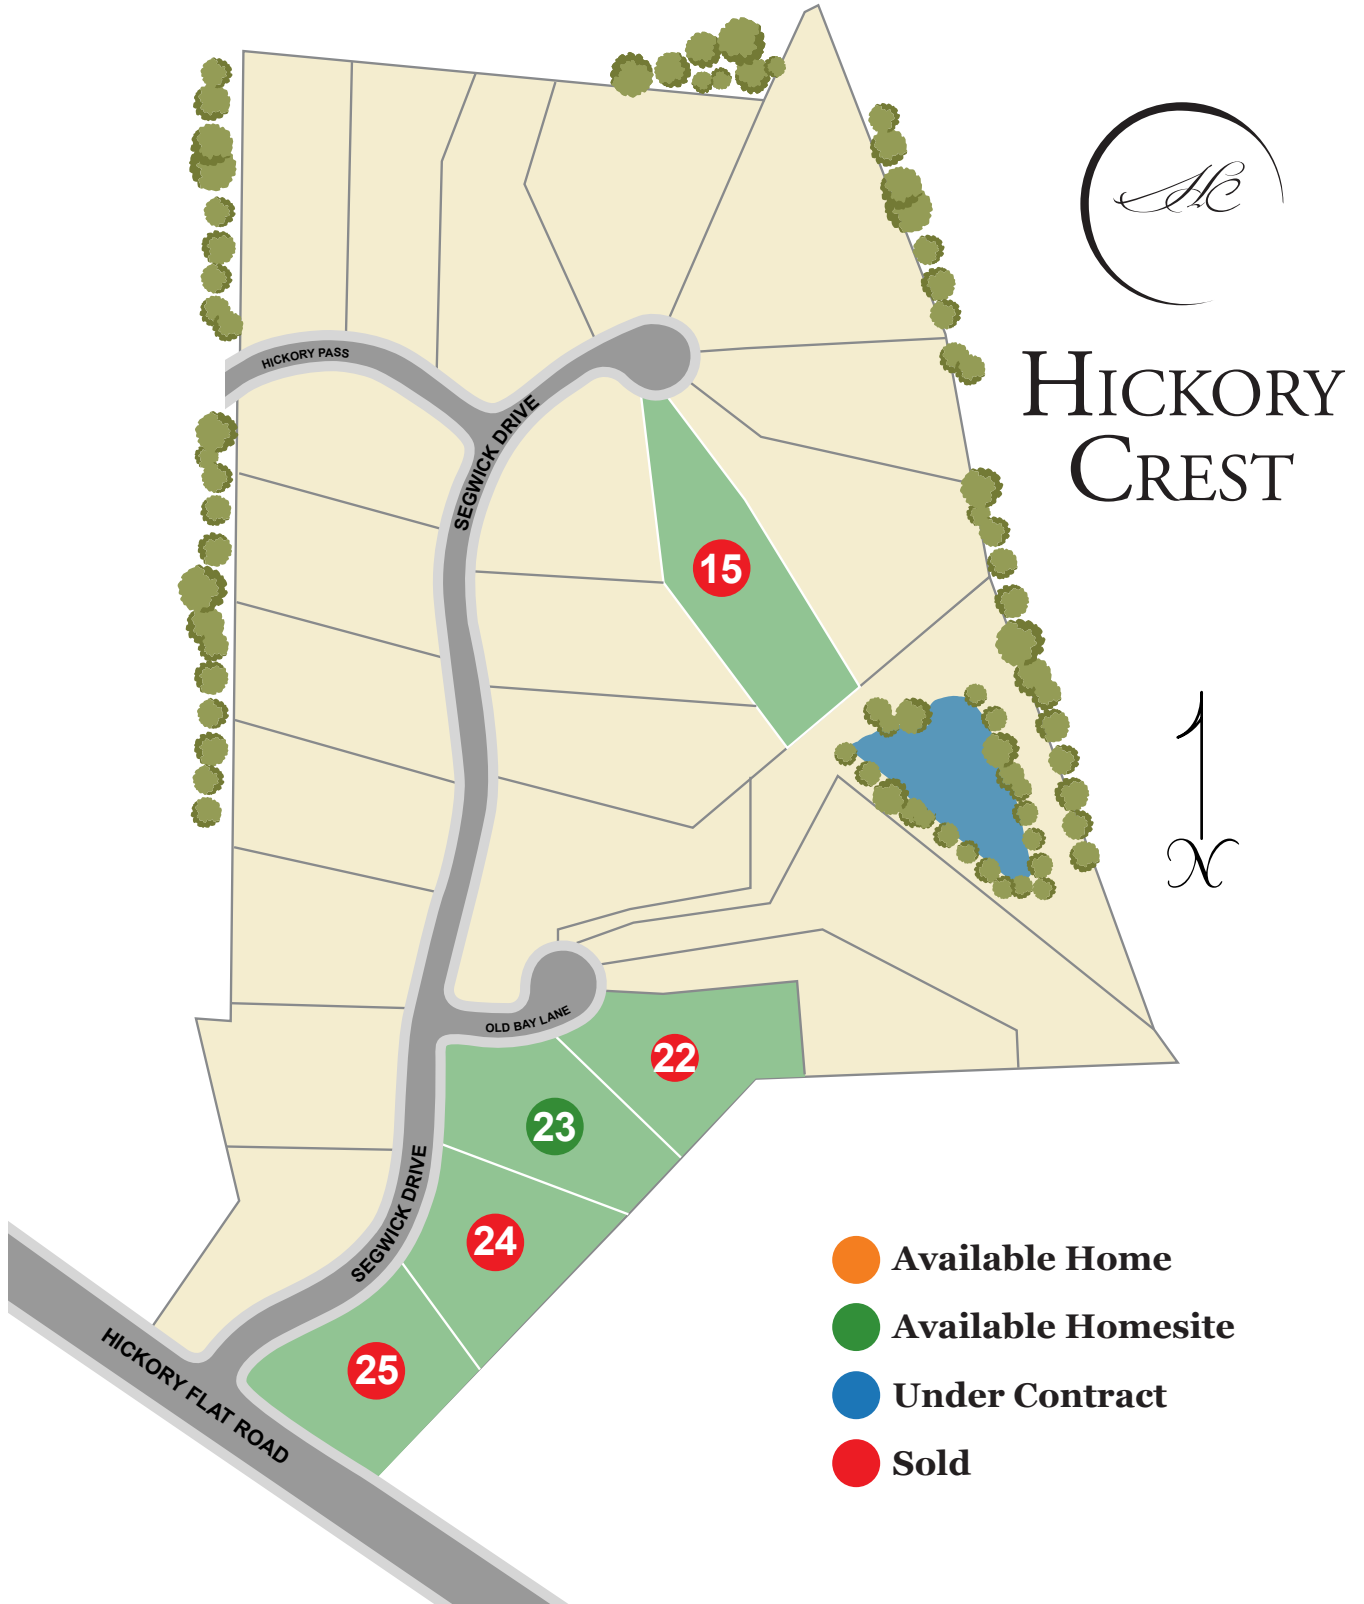 HC
HICKORY
CREST
HICKORY PASS
SEGWICK DRIVE
15
N
OLD BAY LANE
22
23
24
SEGWICK DRIVE
25
HICKORY FLAT ROAD
Available Home
Available Homesite
Under Contract
Sold